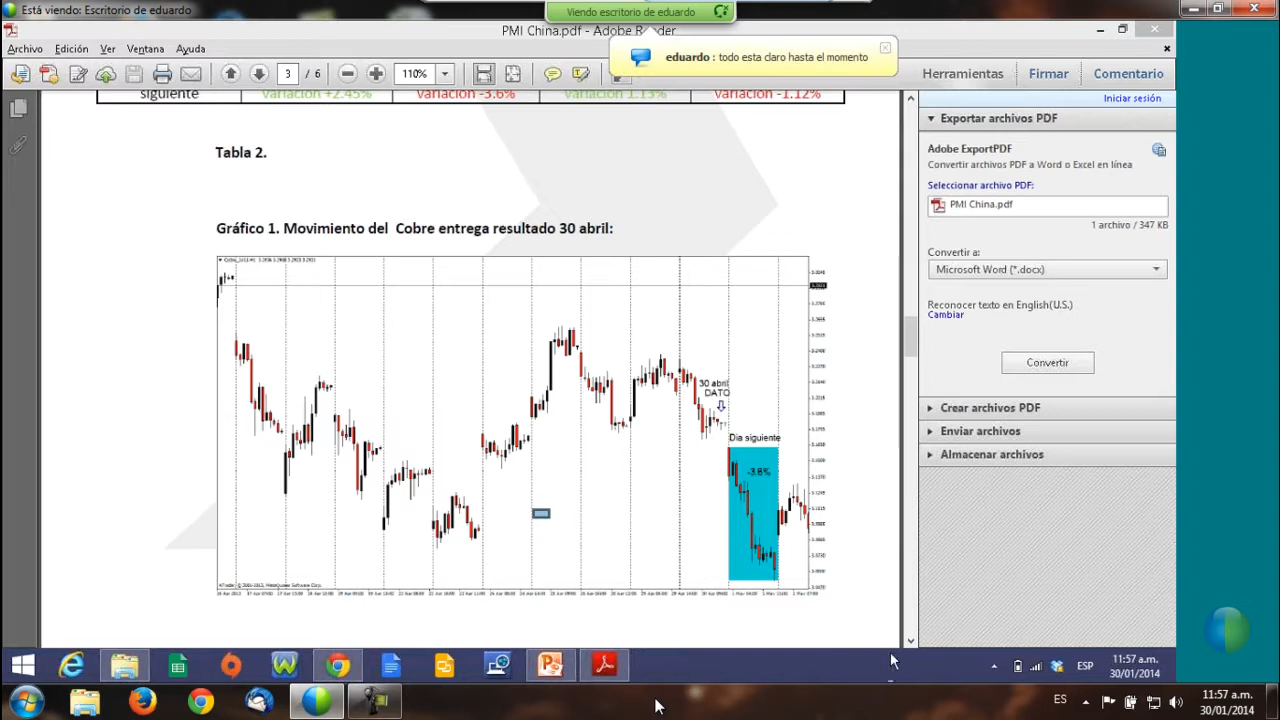 Está viendo: Escritorio de eduardo
Viendo escritorio de eduardo
PMI China.pdf - Adobe Reader
eduardo : todo esta claro hasta el momento
Archivo Edición Ver Ventana Ayuda
3 / 6 110% Herramientas Firmar Comentario
siguiente variación +2.45% variación -3.6% variación 1.13% variación -1.12%
Iniciar sesión
Exportar archivos PDF
Adobe ExportPDF
Convertir archivos PDF a Word o Excel en línea
Seleccionar archivo PDF:
PMI China.pdf
1 archivo / 347 KB
Convertir a:
Microsoft Word (*.docx)
Reconocer texto en English(U.S.)
Cambiar
Convertir
Crear archivos PDF
Enviar archivos
Almacenar archivos
Tabla 2.
Gráfico 1. Movimiento del Cobre entrega resultado 30 abril:
30 abril
DATO
Dia siguiente
-3.6%
ESP 11:57 a.m.
30/01/2014
ES 11:57 a.m.
30/01/2014